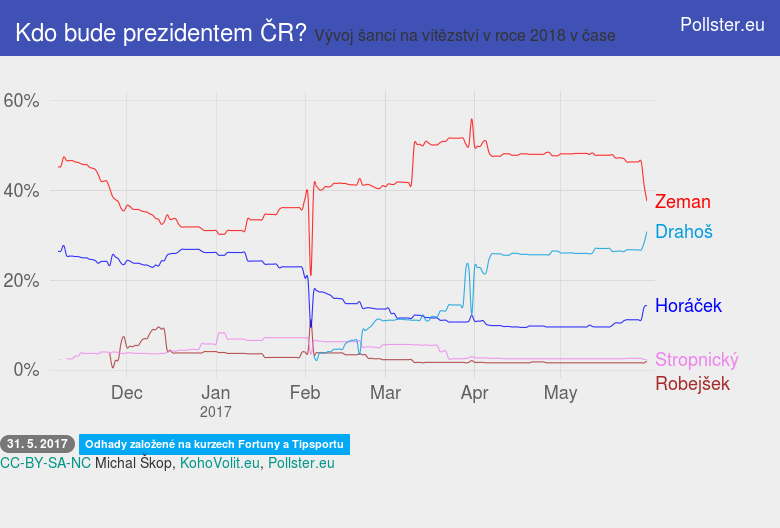 Kdo bude prezidentem ČR? Vývoj šancí na vítězství v roce 2018 v čase
Pollster.eu
60%
40%
20%
0%
Zeman
Drahoš
Horáček
Stropnický
Robejšek
Dec Jan Feb Mar Apr May
2017
31. 5. 2017 Odhady založené na kurzech Fortuny a Tipsportu
CC-BY-SA-NC Michal Škop, KohoVolit.eu, Pollster.eu